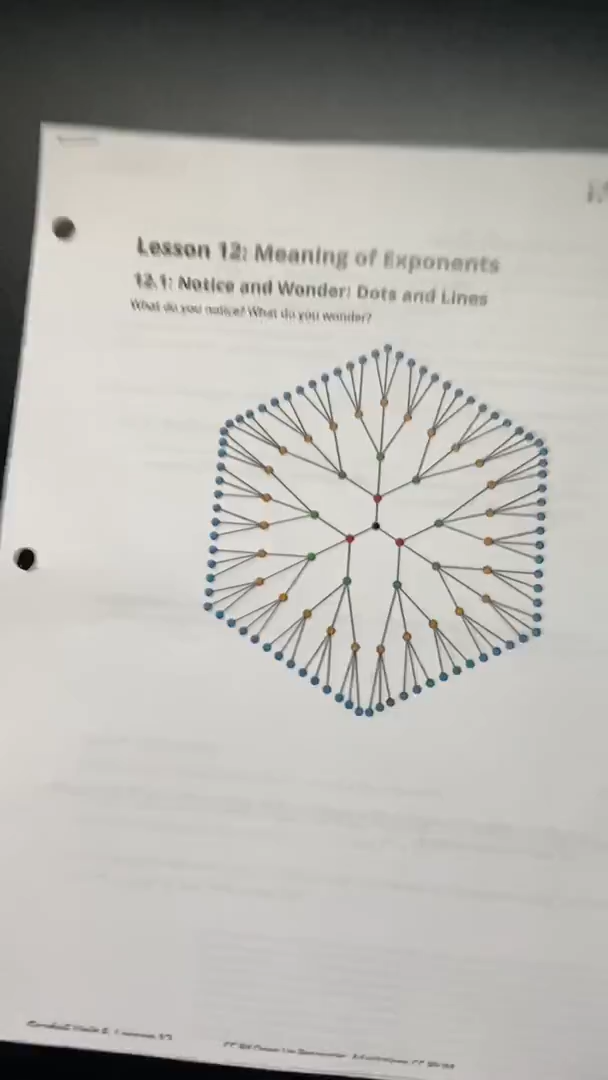 Lesson 12: Meaning of Exponents
12.1: Notice and Wonder: Dots and Lines
What do you notice? What do you wonder?